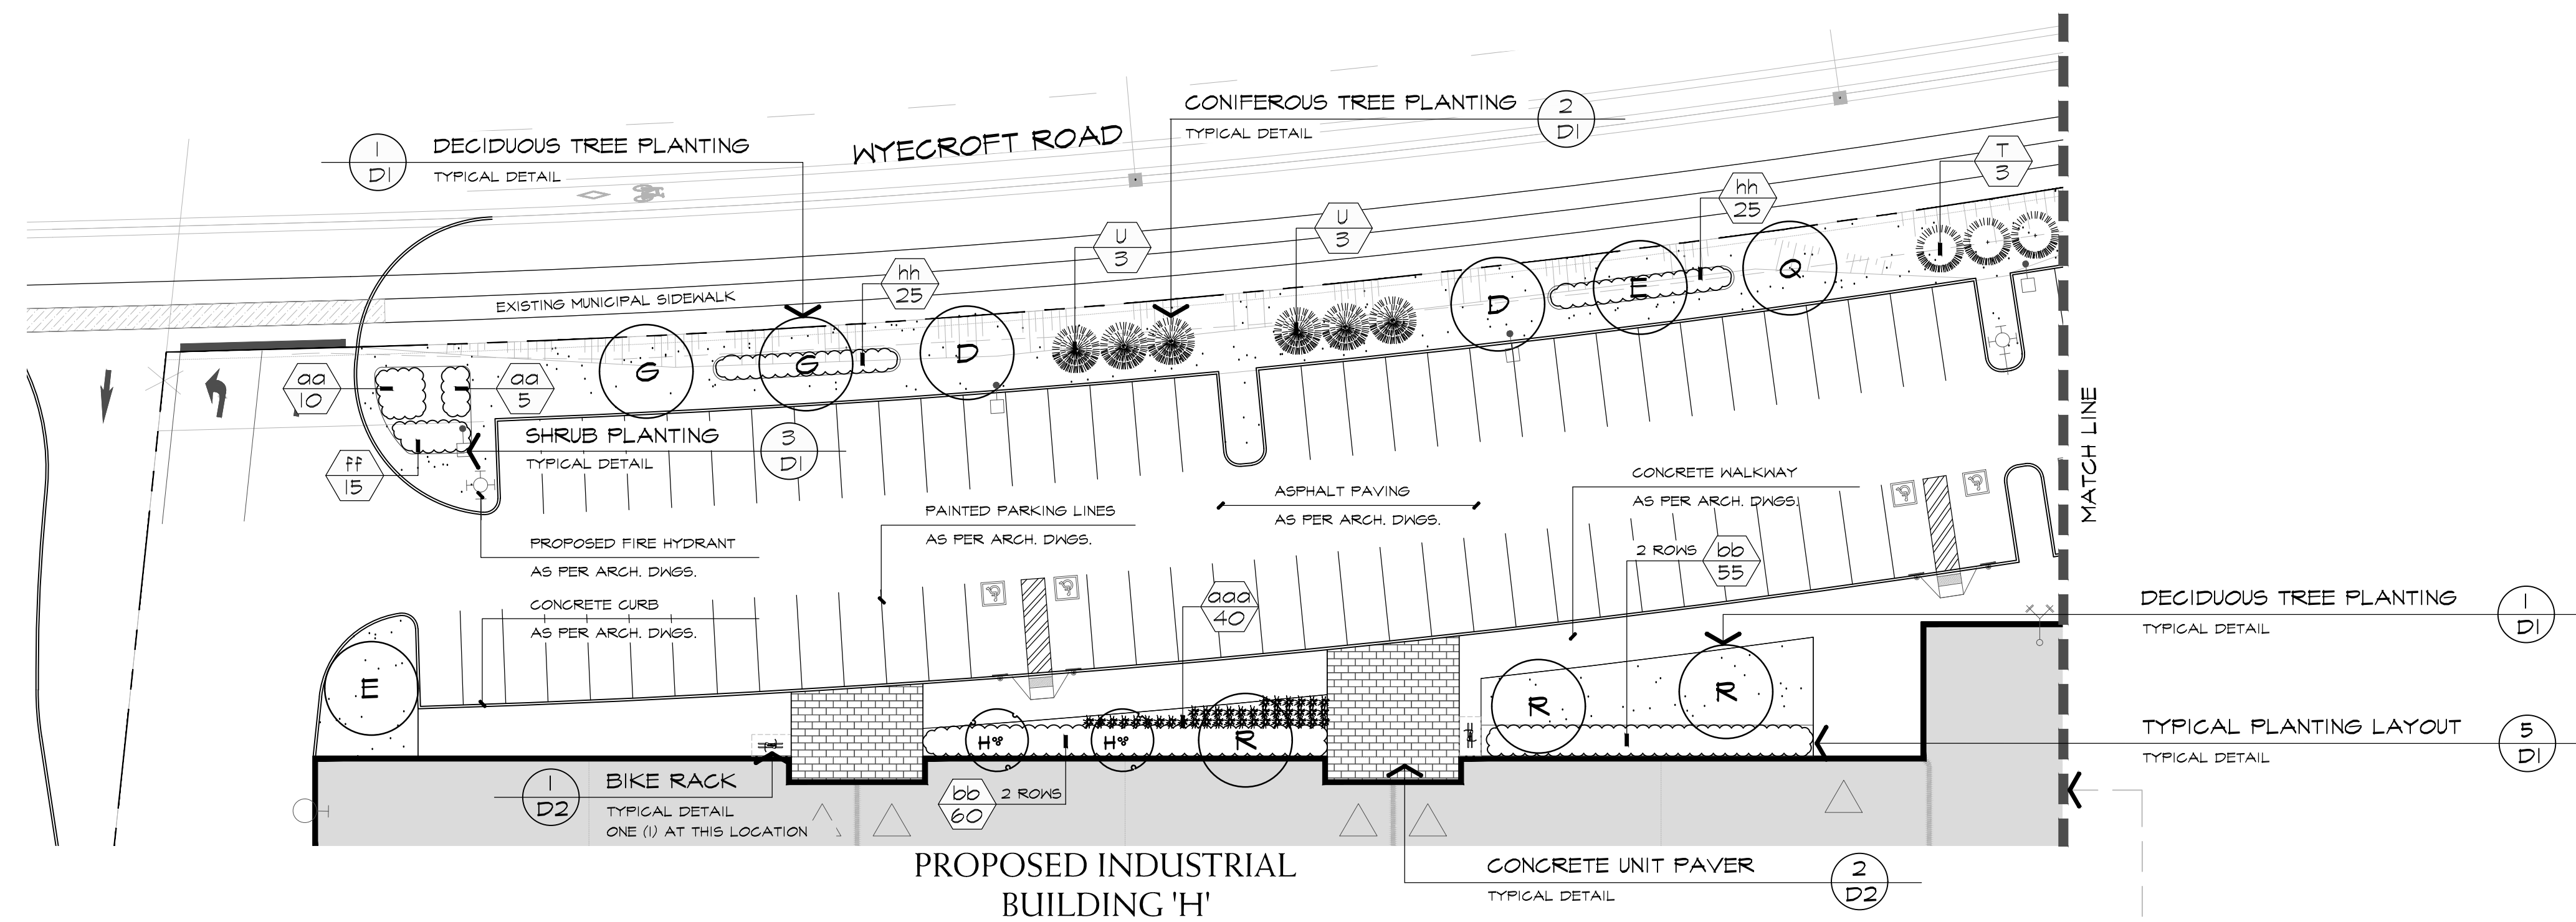 CONIFEROUS TREE PLANTING
TYPICAL DETAIL
2
D1
DECIDUOUS TREE PLANTING
TYPICAL DETAIL
1
D1
WYECROFT ROAD
T
3
hh
25
U
3
U
3
hh
25
EXISTING MUNICIPAL SIDEWALK
G
G
D
D
E
Q
aa
10
aa
5
SHRUB PLANTING
TYPICAL DETAIL
3
D1
ff
15
MATCH LINE
CONCRETE WALKWAY
AS PER ARCH. DWGS.
ASPHALT PAVING
AS PER ARCH. DWGS.
PAINTED PARKING LINES
AS PER ARCH. DWGS.
PROPOSED FIRE HYDRANT
AS PER ARCH. DWGS.
2 ROWS
bb
55
CONCRETE CURB
AS PER ARCH. DWGS.
aaa
40
DECIDUOUS TREE PLANTING
TYPICAL DETAIL
1
D1
E
H
H
R
R
R
TYPICAL PLANTING LAYOUT
TYPICAL DETAIL
5
D1
1
D2
BIKE RACK
TYPICAL DETAIL
ONE (1) AT THIS LOCATION
bb
60
2 ROWS
PROPOSED INDUSTRIAL
BUILDING 'H'
CONCRETE UNIT PAVER
TYPICAL DETAIL
2
D2